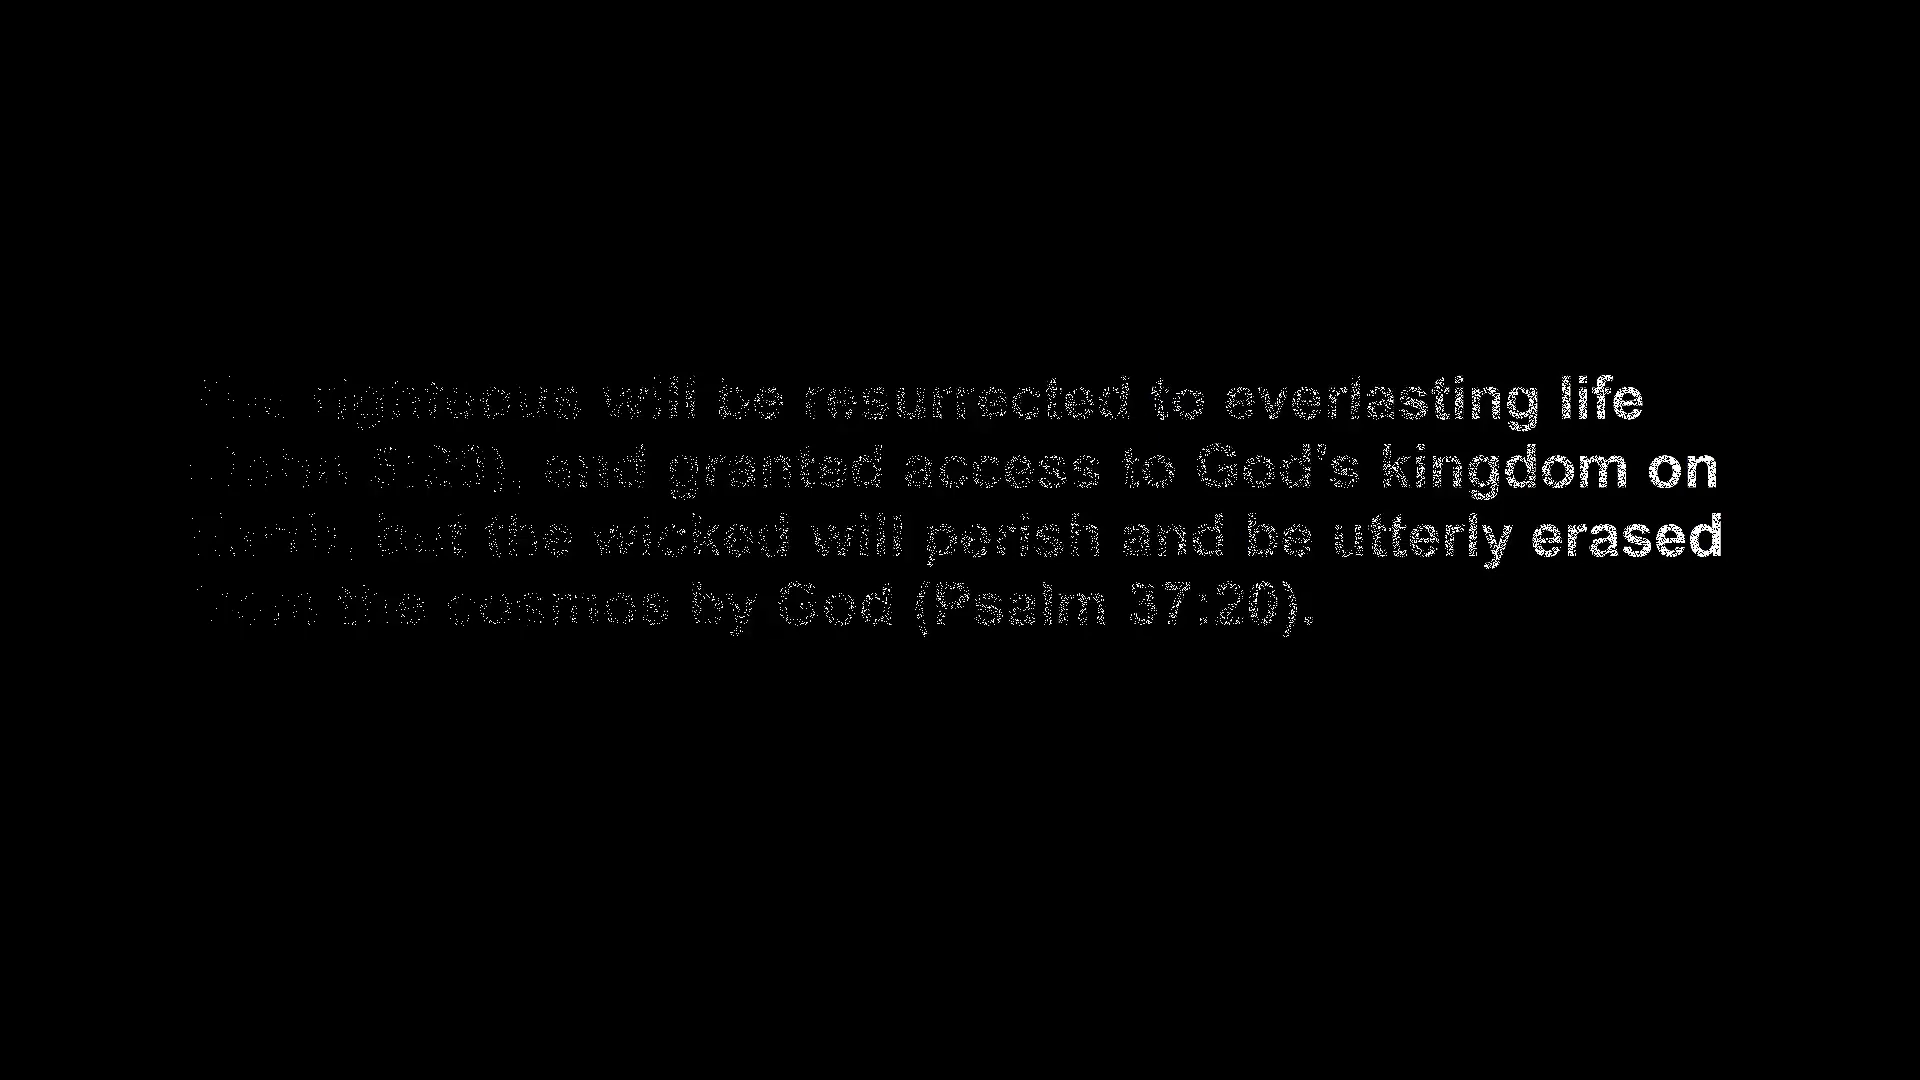 The righteous will be resurrected to everlasting life
(John 5:29), and granted access to God's kingdom on
Earth, but the wicked will perish and be utterly erased
from the cosmos by God (Psalm 37:20).